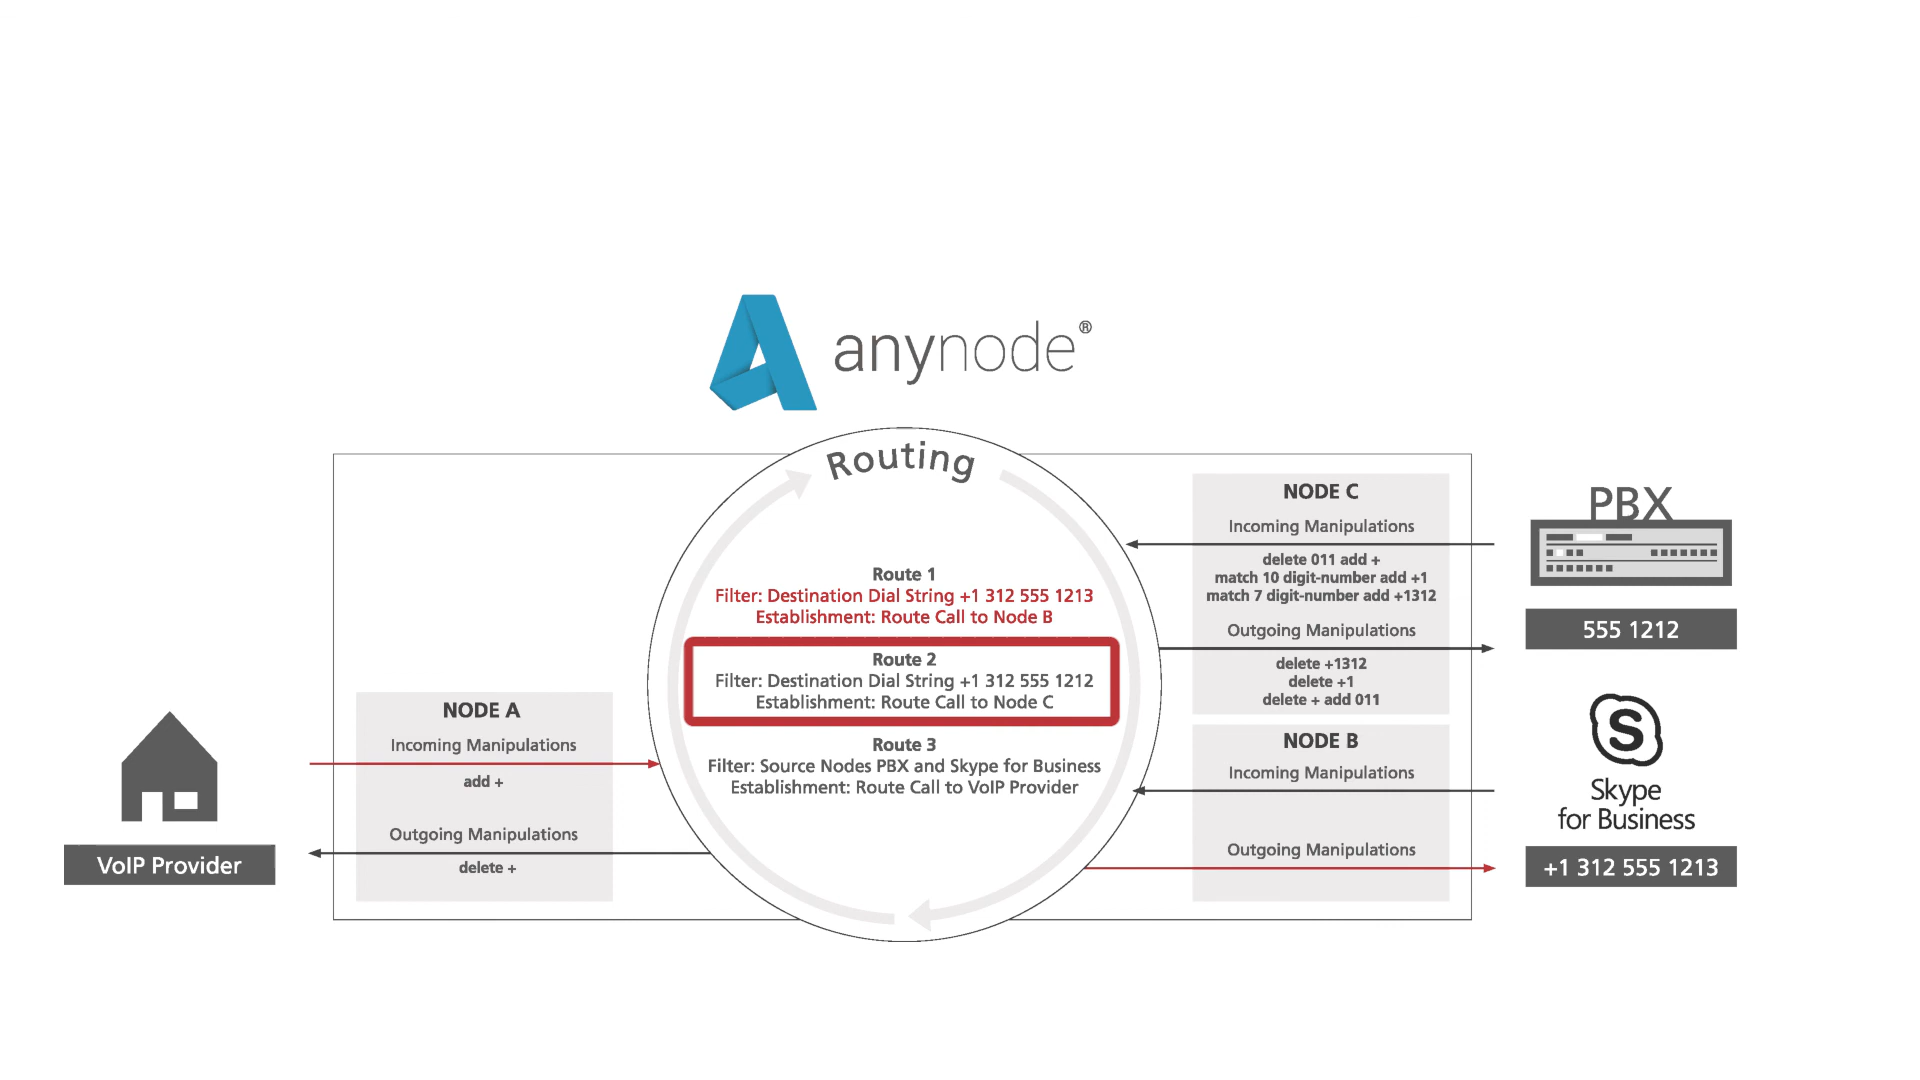 anynode®
Routing
Route 1
Filter: Destination Dial String +1 312 555 1213
Establishment: Route Call to Node B
Route 2
Filter: Destination Dial String +1 312 555 1212
Establishment: Route Call to Node C
Route 3
Filter: Source Nodes PBX and Skype for Business
Establishment: Route Call to VoIP Provider
NODE A
Incoming Manipulations
add +
Outgoing Manipulations
delete +
VoIP Provider
NODE C
Incoming Manipulations
delete 011 add +
match 10 digit-number add +1
match 7 digit-number add +1312
Outgoing Manipulations
delete +1312
delete +1
delete + add 011
NODE B
Incoming Manipulations
Outgoing Manipulations
PBX
555 1212
S
Skype
for Business
+1 312 555 1213